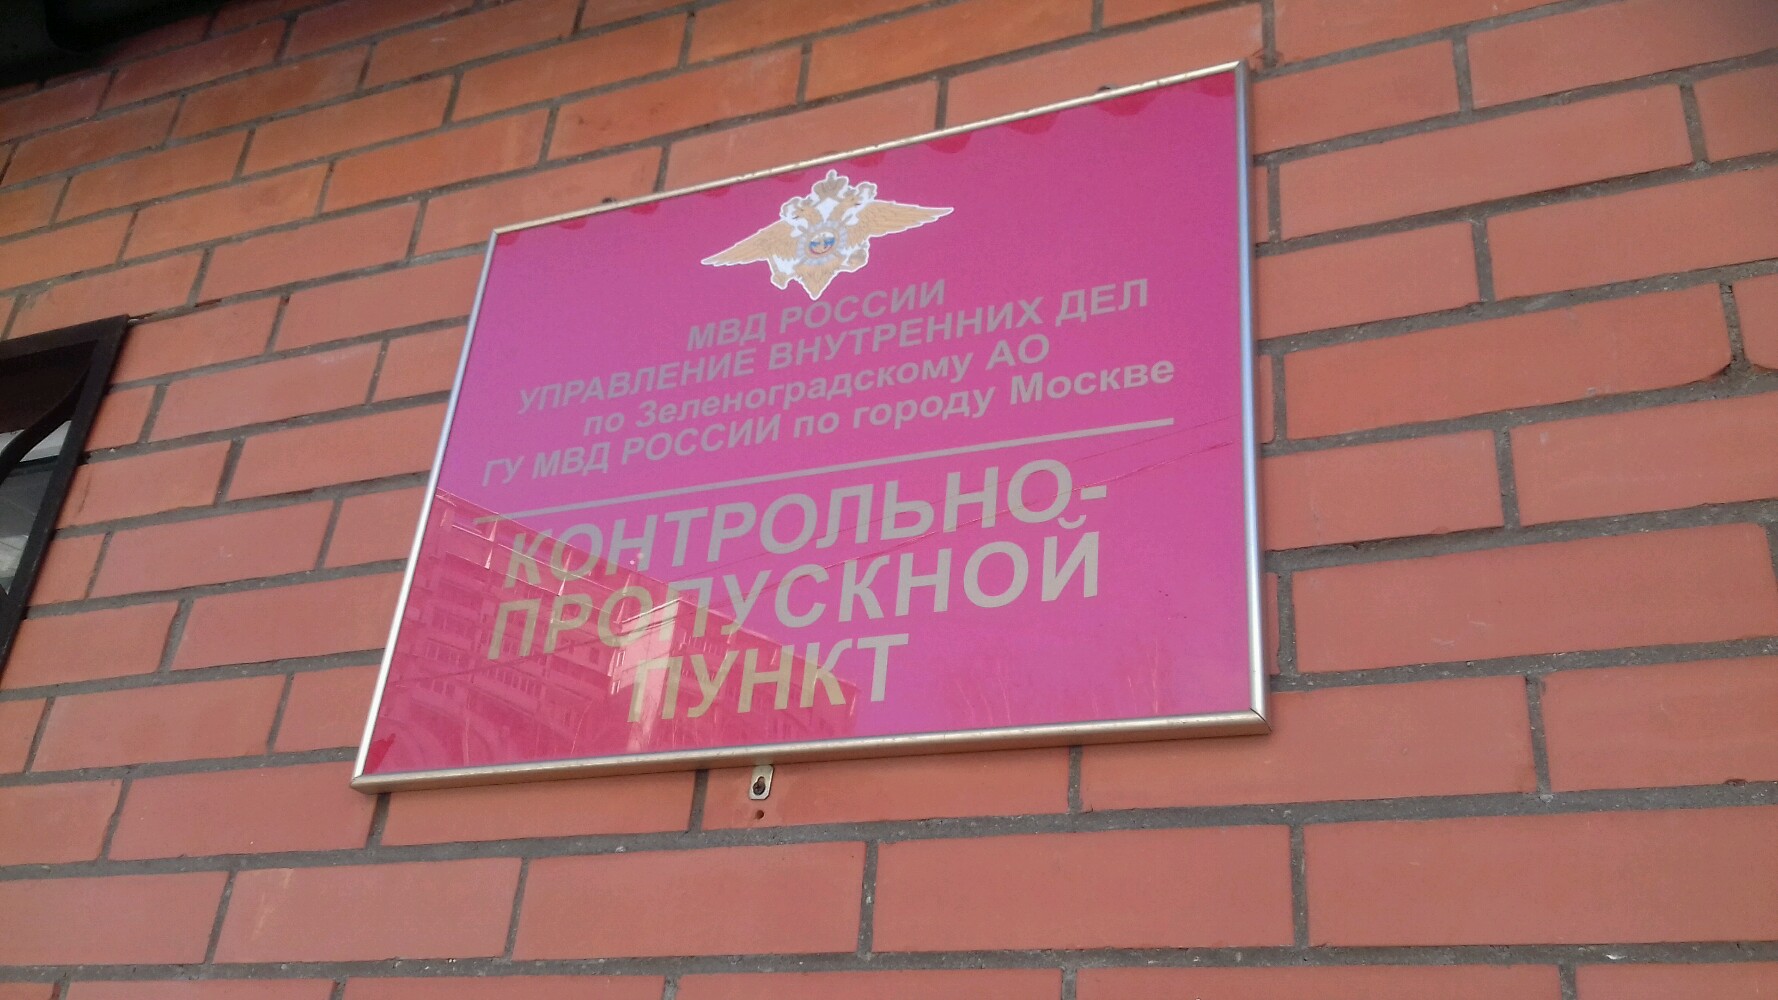 МВД РОССИИ
УПРАВЛЕНИЕ ВНУТРЕННИХ ДЕЛ
по Зеленоградскому АО
ГУ МВД РОССИИ по городу Москве
КОНТРОЛЬНО-
ПРОПУСКНОЙ
ПУНКТ